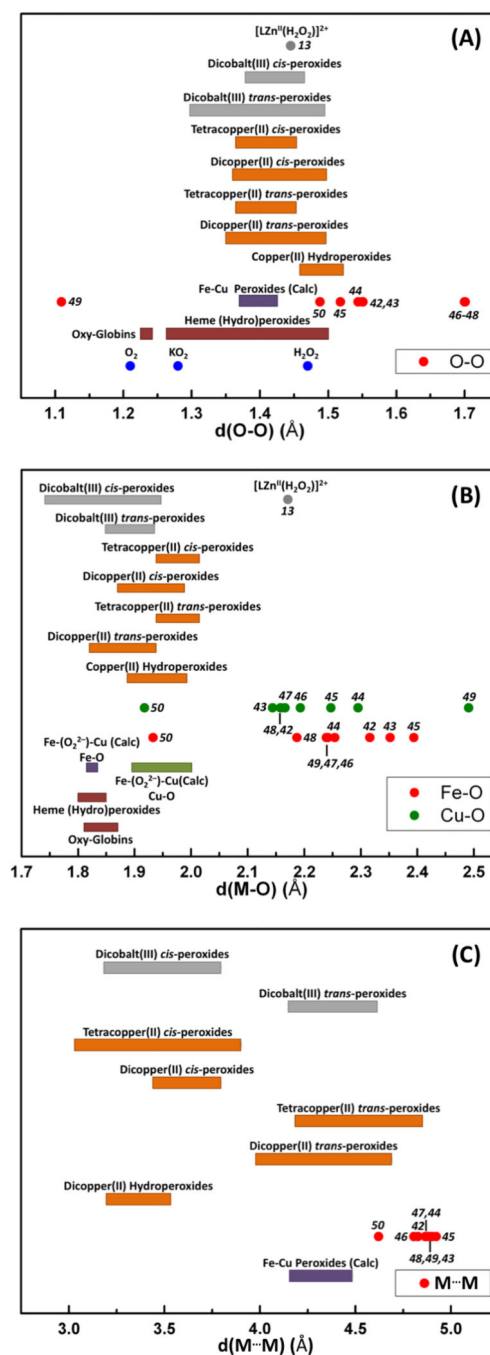 (A)
[LZnᴵᴵ(H₂O₂)]²⁺
13
Dicobalt(III) cis-peroxides
Dicobalt(III) trans-peroxides
Tetracopper(II) cis-peroxides
Dicopper(II) cis-peroxides
Tetracopper(II) trans-peroxides
Dicopper(II) trans-peroxides
Copper(II) Hydroperoxides
Fe-Cu Peroxides (Calc)
44
49
50
45
42,43
46-48
Oxy-Globins
Heme (Hydro)peroxides
O₂
KO₂
H₂O₂
O-O
1.1 1.2 1.3 1.4 1.5 1.6 1.7
d(O-O) (Å)
(B)
Dicobalt(III) cis-peroxides
[LZnᴵᴵ(H₂O₂)]²⁺
13
Dicobalt(III) trans-peroxides
Tetracopper(II) cis-peroxides
Dicopper(II) cis-peroxides
Tetracopper(II) trans-peroxides
Dicopper(II) trans-peroxides
Copper(II) Hydroperoxides
47 46 45 44 49
50 43
48,42
44 42 43 45
50 48
49,47,46
Fe-(O₂²⁻)-Cu (Calc)
Fe-O
Fe-(O₂²⁻)-Cu(Calc)
Cu-O
Heme (Hydro)peroxides
Oxy-Globins
Fe-O
Cu-O
1.7 1.8 1.9 2.0 2.1 2.2 2.3 2.4 2.5
d(M-O) (Å)
(C)
Dicobalt(III) cis-peroxides
Dicobalt(III) trans-peroxides
Tetracopper(II) cis-peroxides
Dicopper(II) cis-peroxides
Tetracopper(II) trans-peroxides
Dicopper(II) trans-peroxides
Dicopper(II) Hydroperoxides
47,44
50 42
46 45
48,49,43
Fe-Cu Peroxides (Calc)
M···M
3.0 3.5 4.0 4.5 5.0
d(M···M) (Å)